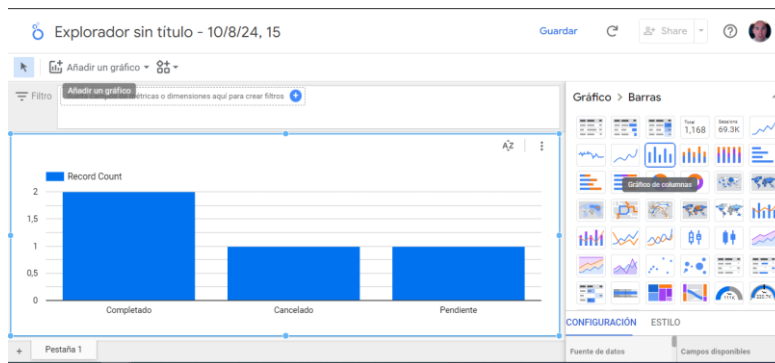 Explorador sin título - 10/8/24, 15
Guardar
Share
Añadir un gráfico
Añadir un gráfico
Filtro
métricas o dimensiones aquí para crear filtros
Gráfico > Barras
Total
1,168
69.3K
Gráfico de columnas
Record Count
2
1,5
1
0,5
0
Completado
Cancelado
Pendiente
Pestaña 1
CONFIGURACIÓN
ESTILO
Fuente de datos
Campos disponibles